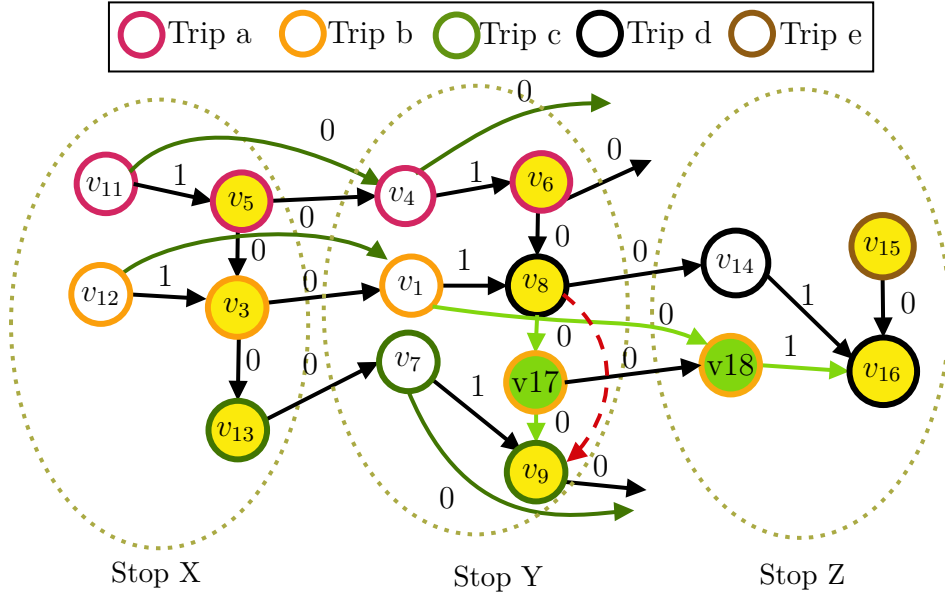 Trip a Trip b Trip c Trip d Trip e
0 0
v11 1 v4 1 v6 0
v5 0
0 0 0 v14 v15
v12 1 v3 0 v1 1 v8 1 0
0 0 v7 0 0 v18 1 v16
v13 1 v17 0
0
0 v9 0
Stop X Stop Y Stop Z